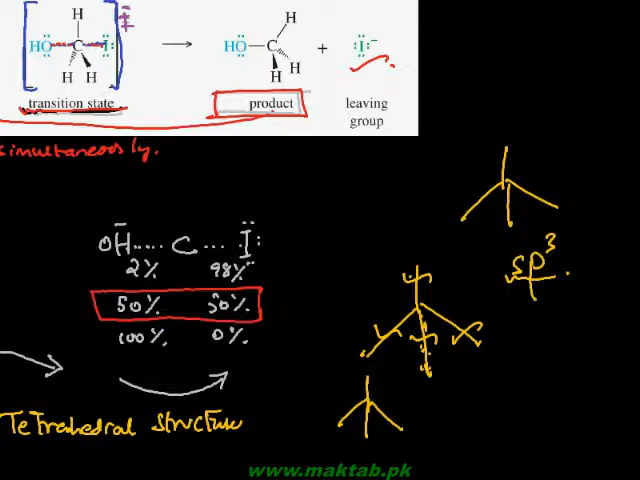 H H
HO C I HO C + I
H H H H
transition state product leaving
group
simultaneously.
OH C I
2% 98%
50% 50%
100% 0%
sp³
Tetrahedral structure
www.maktab.pk